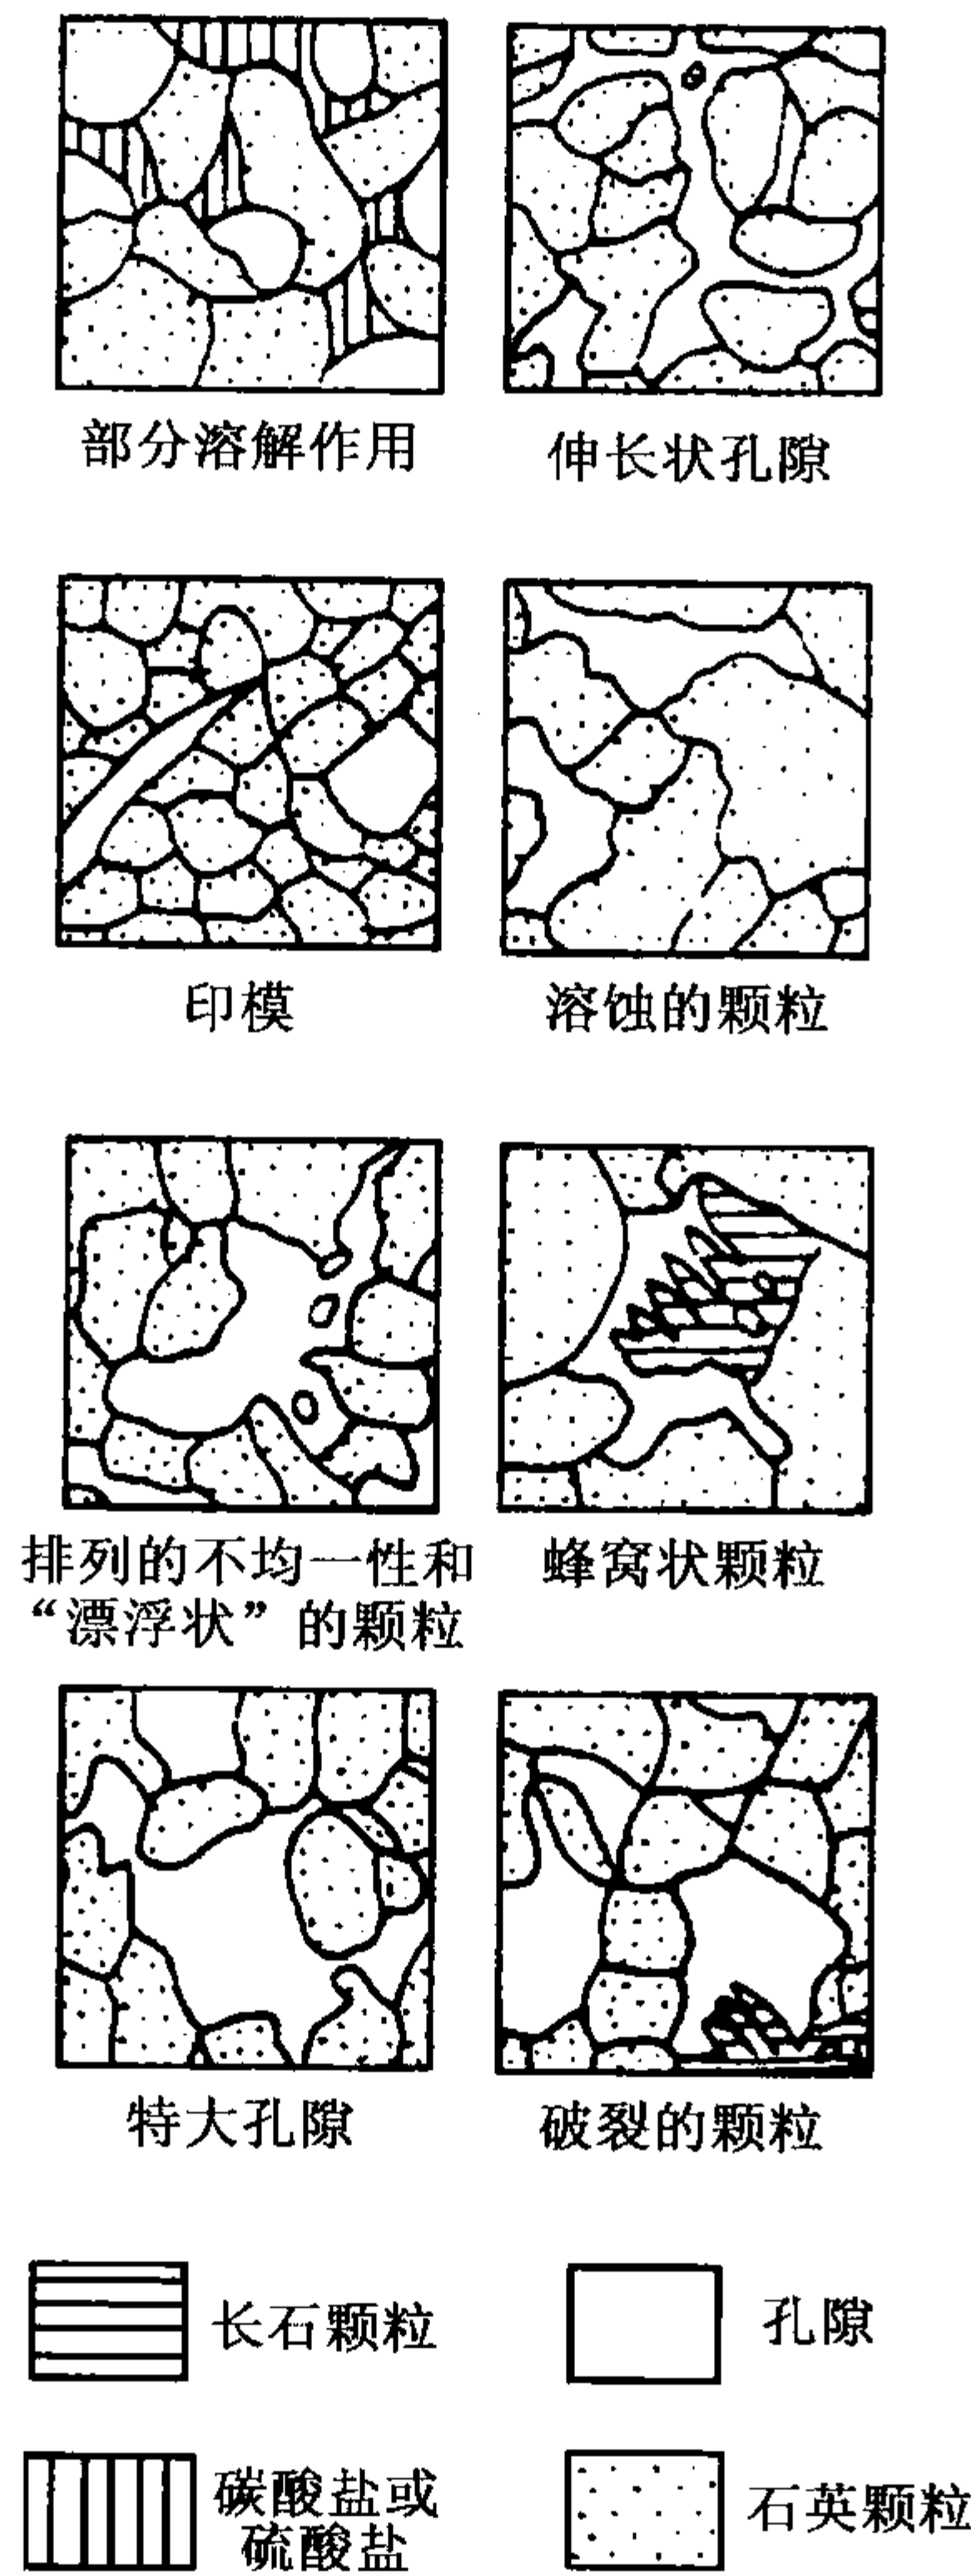 部分溶解作用
伸长状孔隙
印模
溶蚀的颗粒
排列的不均一性和
“漂浮状”的颗粒
蜂窝状颗粒
特大孔隙
破裂的颗粒
长石颗粒
孔隙
碳酸盐或
硫酸盐
石英颗粒